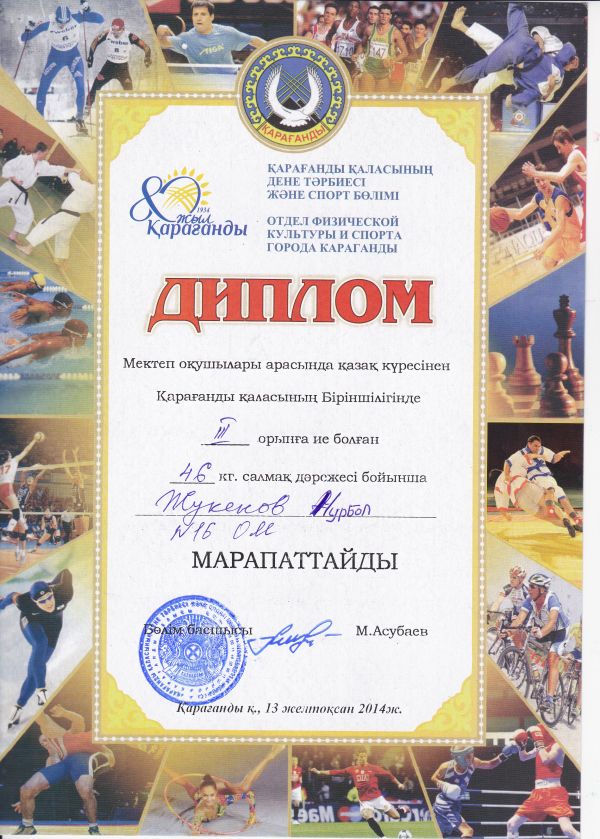 ҚАРАҒАНДЫ
1934
80 жыл
Қарағанды
ҚАРАҒАНДЫ ҚАЛАСЫНЫҢ
ДЕНЕ ТӘРБИЕСІ
ЖӘНЕ СПОРТ БӨЛІМІ
ОТДЕЛ ФИЗИЧЕСКОЙ
КУЛЬТУРЫ И СПОРТА
ГОРОДА КАРАГАНДЫ
ДИПЛОМ
Мектеп оқушылары арасында қазақ күресінен
Қарағанды қаласының Біріншілігінде
III орынға ие болған
46 кг. салмақ дәрежесі бойынша
Жукенов Нурбол
N16 ОМ
МАРАПАТТАЙДЫ
Бөлім басшысы М.Асубаев
Қарағанды қ., 13 желтоқсан 2014ж.